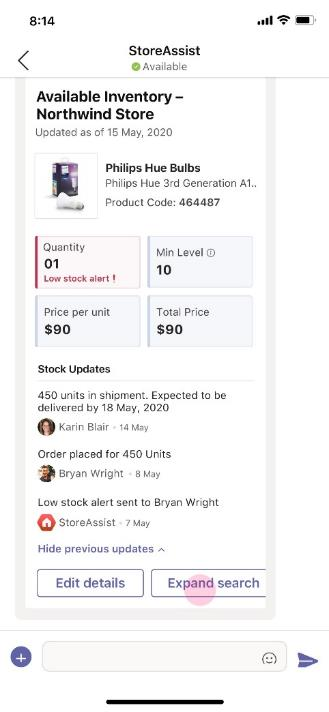 8:14
StoreAssist
Available
Available Inventory –
Northwind Store
Updated as of 15 May, 2020
Philips Hue Bulbs
Philips Hue 3rd Generation A1..
Product Code: 464487
Quantity
01
Low stock alert !
Min Level
10
Price per unit
$90
Total Price
$90
Stock Updates
450 units in shipment. Expected to be
delivered by 18 May, 2020
Karin Blair - 14 May
Order placed for 450 Units
Bryan Wright - 8 May
Low stock alert sent to Bryan Wright
StoreAssist - 7 May
Hide previous updates
Edit details
Expand search